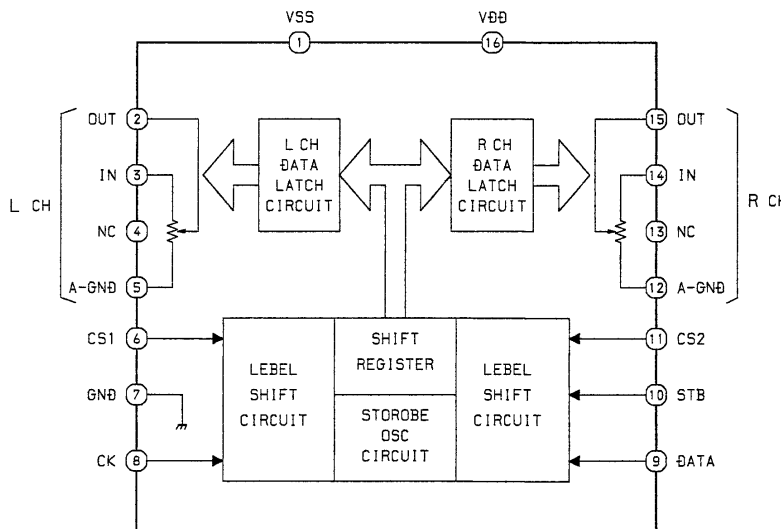 VSS
VDD
1
16
OUT 2
15 OUT
L CH
DATA
LATCH
CIRCUIT
R CH
DATA
LATCH
CIRCUIT
IN 3
14 IN
L CH
R CH
NC 4
13 NC
A-GND 5
12 A-GND
CS1 6
11 CS2
LEBEL
SHIFT
CIRCUIT
SHIFT
REGISTER
LEBEL
SHIFT
CIRCUIT
GND 7
10 STB
STOROBE
OSC
CIRCUIT
CK 8
9 DATA